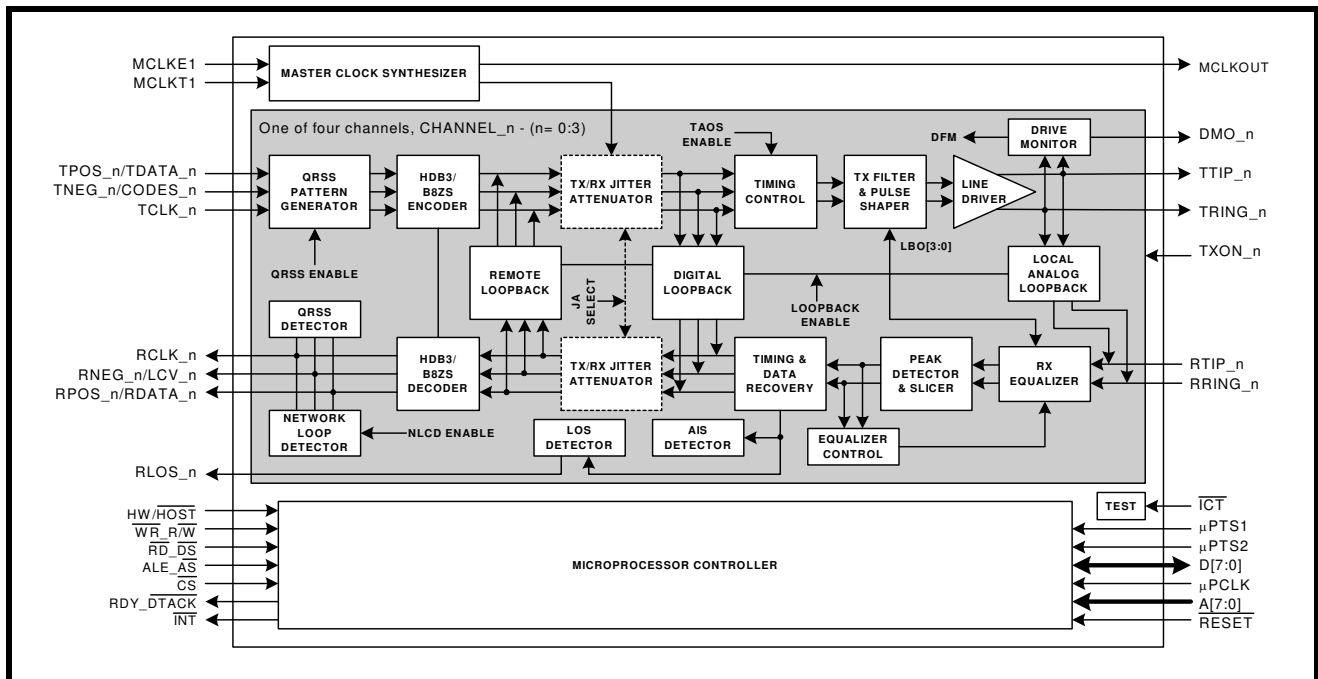 MCLKE1
MCLKT1
MASTER CLOCK SYNTHESIZER
MCLKOUT
One of four channels, CHANNEL_n - (n= 0:3)
TAOS
ENABLE
DFM
DRIVE
MONITOR
DMO_n
TPOS_n/TDATA_n
TNEG_n/CODES_n
TCLK_n
QRSS
PATTERN
GENERATOR
HDB3/
B8ZS
ENCODER
TX/RX JITTER
ATTENUATOR
TIMING
CONTROL
TX FILTER
& PULSE
SHAPER
LINE
DRIVER
TTIP_n
TRING_n
QRSS ENABLE
REMOTE
LOOPBACK
JA
SELECT
DIGITAL
LOOPBACK
LOOPBACK
ENABLE
LBO[3:0]
LOCAL
ANALOG
LOOPBACK
TXON_n
QRSS
DETECTOR
RCLK_n
RNEG_n/LCV_n
RPOS_n/RDATA_n
HDB3/
B8ZS
DECODER
TX/RX JITTER
ATTENUATOR
TIMING &
DATA
RECOVERY
PEAK
DETECTOR
& SLICER
RX
EQUALIZER
RTIP_n
RRING_n
NETWORK
LOOP
DETECTOR
NLCD ENABLE
LOS
DETECTOR
AIS
DETECTOR
EQUALIZER
CONTROL
RLOS_n
HW/HOST
WR_R/W
RD_DS
ALE_AS
CS
RDY_DTACK
INT
MICROPROCESSOR CONTROLLER
TEST
ICT
µPTS1
µPTS2
D[7:0]
µPCLK
A[7:0]
RESET